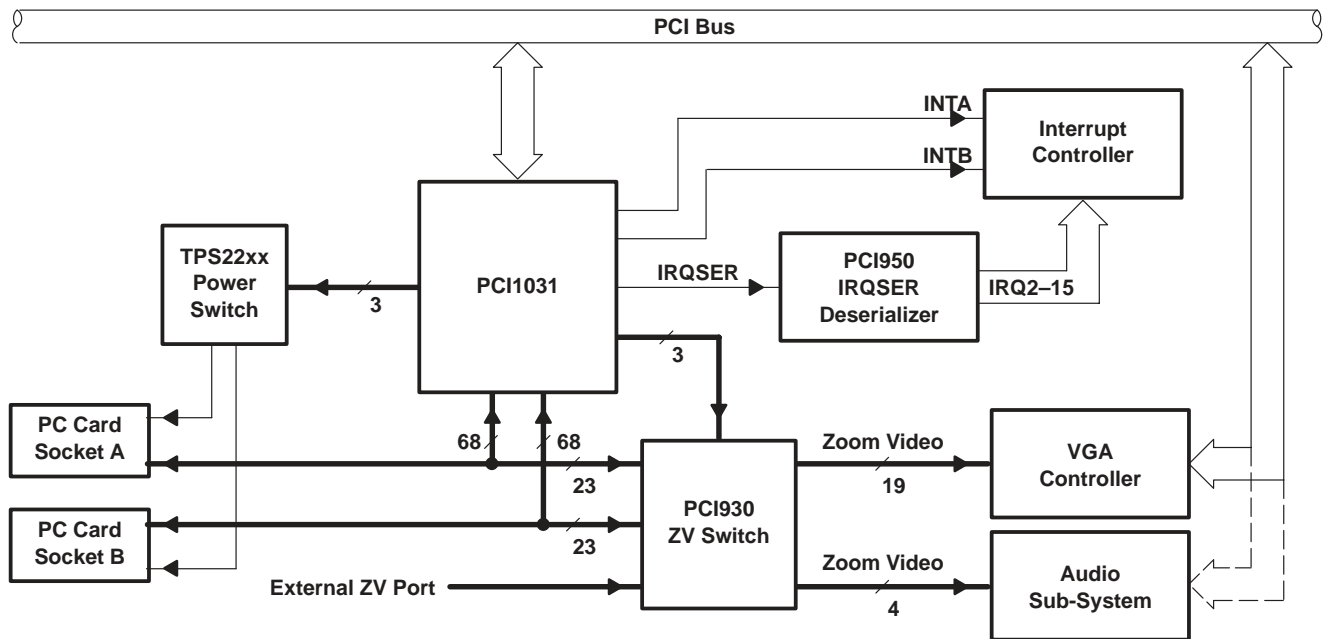 PCI Bus
INTA
Interrupt
Controller
INTB
TPS22xx
Power
Switch
3
PCI1031
IRQSER
PCI950
IRQSER
Deserializer
IRQ2–15
3
PC Card
Socket A
68
68
23
Zoom Video
19
VGA
Controller
PCI930
ZV Switch
PC Card
Socket B
23
External ZV Port
Zoom Video
4
Audio
Sub-System